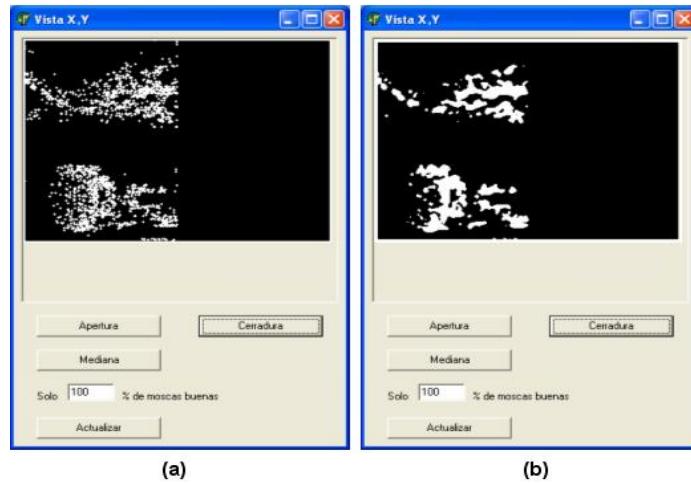 Vista X,Y
Apertura
Cerradura
Mediana
Solo 100 % de moscas buenas
Actualizar
(a)
Vista X,Y
Apertura
Cerradura
Mediana
Solo 100 % de moscas buenas
Actualizar
(b)